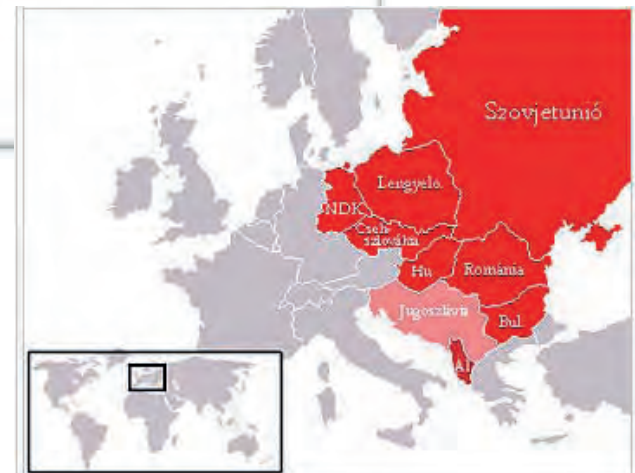 Szovjetunió
Lengyelo.
NDK
Cseh-
szlovákia
Hu
Románia
Jugoszlávia
Bul.
Al